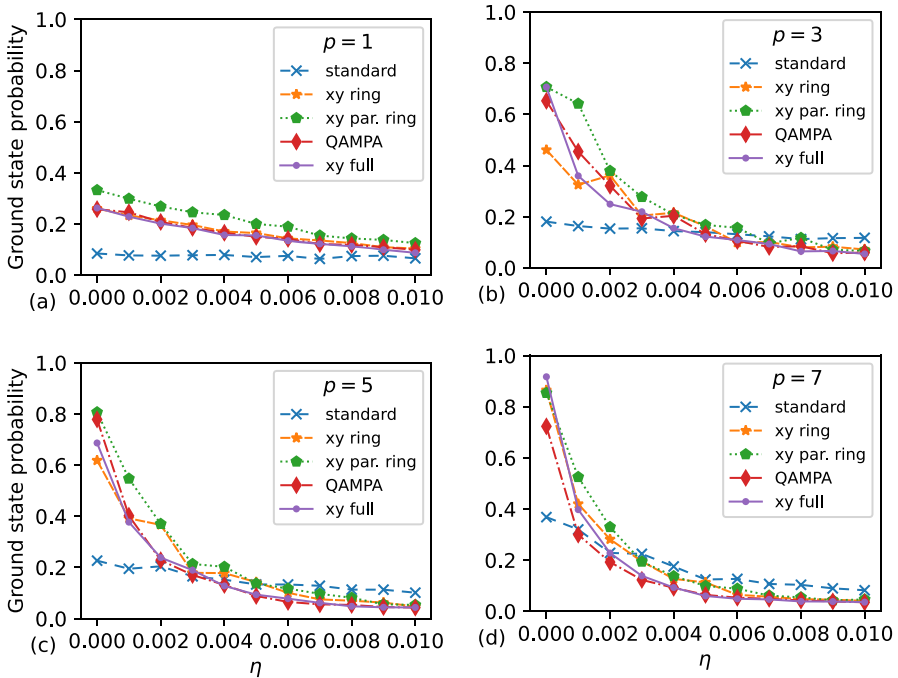 1.0
0.8
0.6
0.4
0.2
0.0
Ground state probability
p = 1
standard
xy ring
xy par. ring
QAMPA
xy full
0.000 0.002 0.004 0.006 0.008 0.010
(a)
1.0
0.8
0.6
0.4
0.2
0.0
p = 3
standard
xy ring
xy par. ring
QAMPA
xy full
0.000 0.002 0.004 0.006 0.008 0.010
(b)
1.0
0.8
0.6
0.4
0.2
0.0
Ground state probability
p = 5
standard
xy ring
xy par. ring
QAMPA
xy full
0.000 0.002 0.004 0.006 0.008 0.010
(c)
η
1.0
0.8
0.6
0.4
0.2
0.0
p = 7
standard
xy ring
xy par. ring
QAMPA
xy full
0.000 0.002 0.004 0.006 0.008 0.010
(d)
η